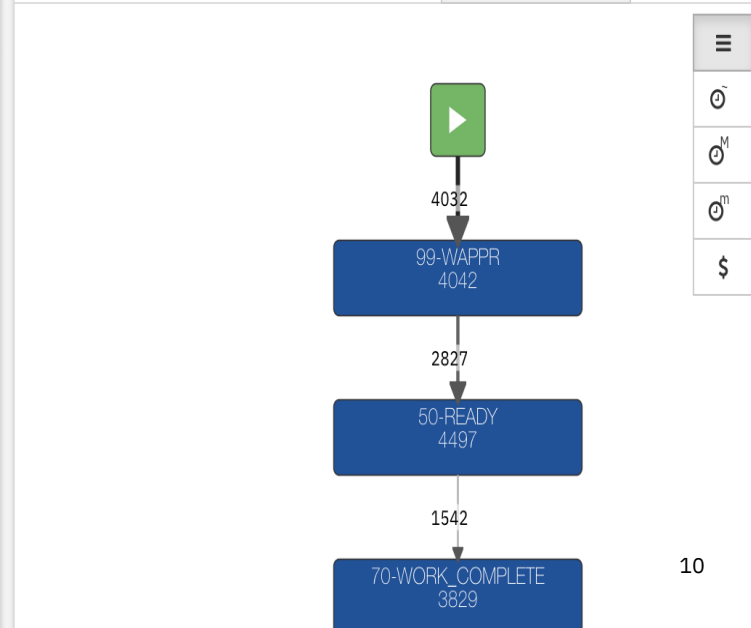 4032
99-WAPPR
4042
2827
50-READY
4497
1542
70-WORK_COMPLETE
3829
10
~
M
m
$